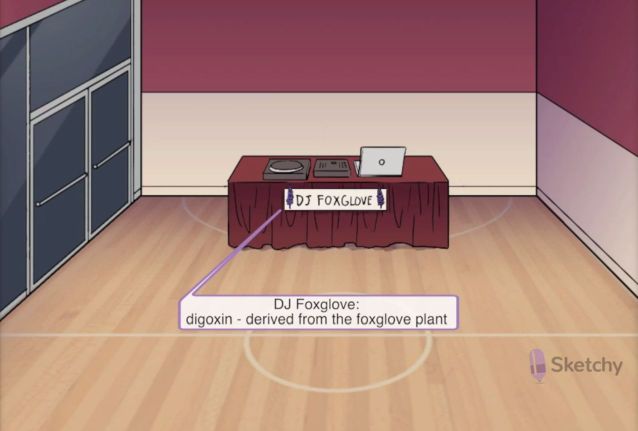 DJ FOXGLOVE
DJ Foxglove:
digoxin - derived from the foxglove plant
Sketchy